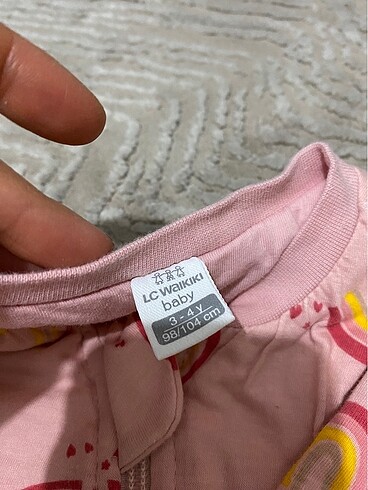 LC WAIKIKI
baby
3 - 4 y
98/104 cm